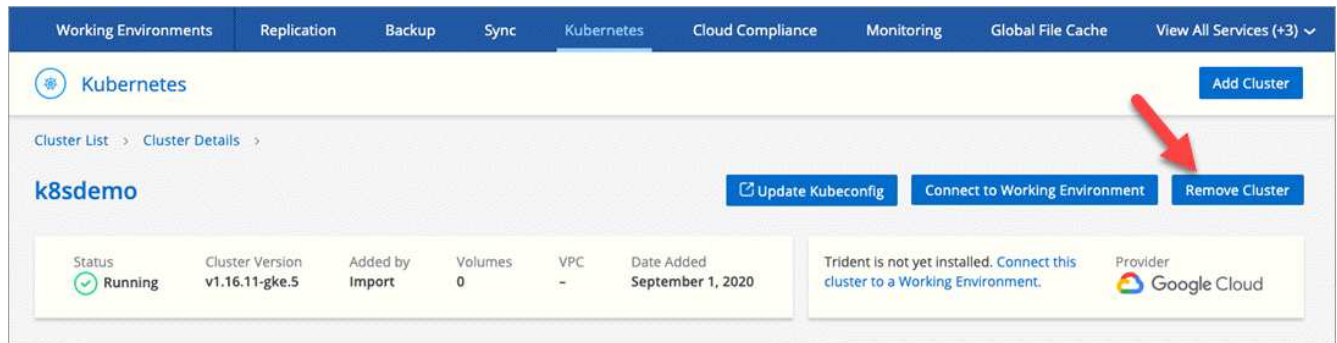 Working Environments Replication Backup Sync Kubernetes Cloud Compliance Monitoring Global File Cache View All Services (+3)
Kubernetes Add Cluster
Cluster List > Cluster Details >
k8sdemo Update Kubeconfig Connect to Working Environment Remove Cluster
Status Cluster Version Added by Volumes VPC Date Added
Running v1.16.11-gke.5 Import 0 – September 1, 2020
Trident is not yet installed. Connect this
cluster to a Working Environment.
Provider
Google Cloud